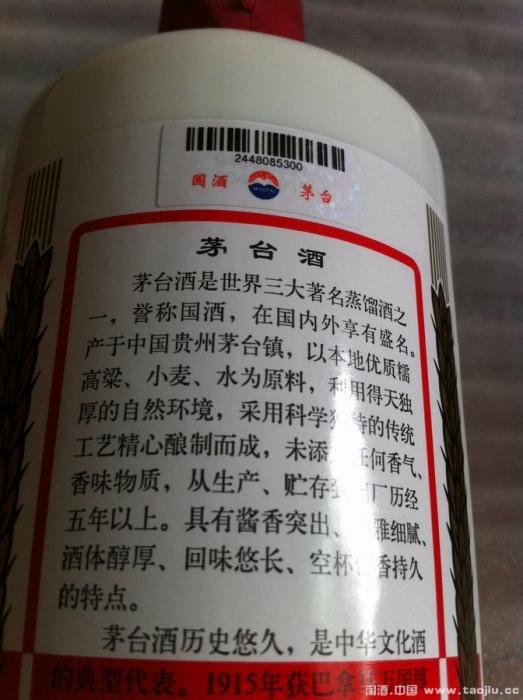 2448085300
国酒 MOUTAI 茅台
茅台酒
茅台酒是世界三大著名蒸馏酒之
一，誉称国酒，在国内外享有盛名。
产于中国贵州茅台镇，以本地优质糯
高粱、小麦、水为原料，利用得天独
厚的自然环境，采用科学独特的传统
工艺精心酿制而成，未添 任何香气、
香味物质，从生产、贮存到 厂历经
五年以上。具有酱香突出、 雅细腻、
酒体醇厚、回味悠长、空杯 香持久
的特点。
茅台酒历史悠久，是中华文化酒
的典型代表。1915年获巴拿 万国博
淘酒.中国 www.taojiu.cc